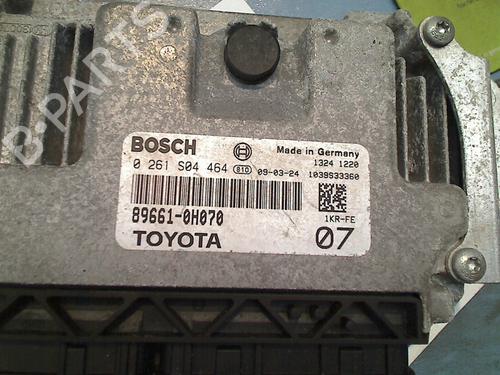 B-PARTS
BOSCH Made in Germany
0 261 S04 464 810 09-03-24 1324 1220
1039S33360
89661-0H070 1KR-FE
TOYOTA 07